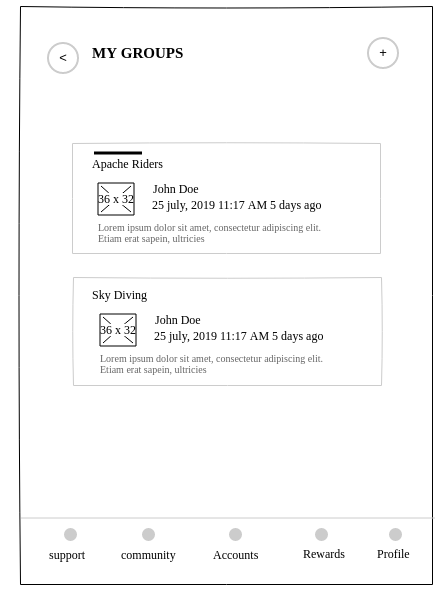 < MY GROUPS +
Apache Riders
36 x 32
John Doe
25 july, 2019 11:17 AM 5 days ago
Lorem ipsum dolor sit amet, consectetur adipiscing elit.
Etiam erat sapein, ultricies
Sky Diving
36 x 32
John Doe
25 july, 2019 11:17 AM 5 days ago
Lorem ipsum dolor sit amet, consectetur adipiscing elit.
Etiam erat sapein, ultricies
support community Accounts Rewards Profile